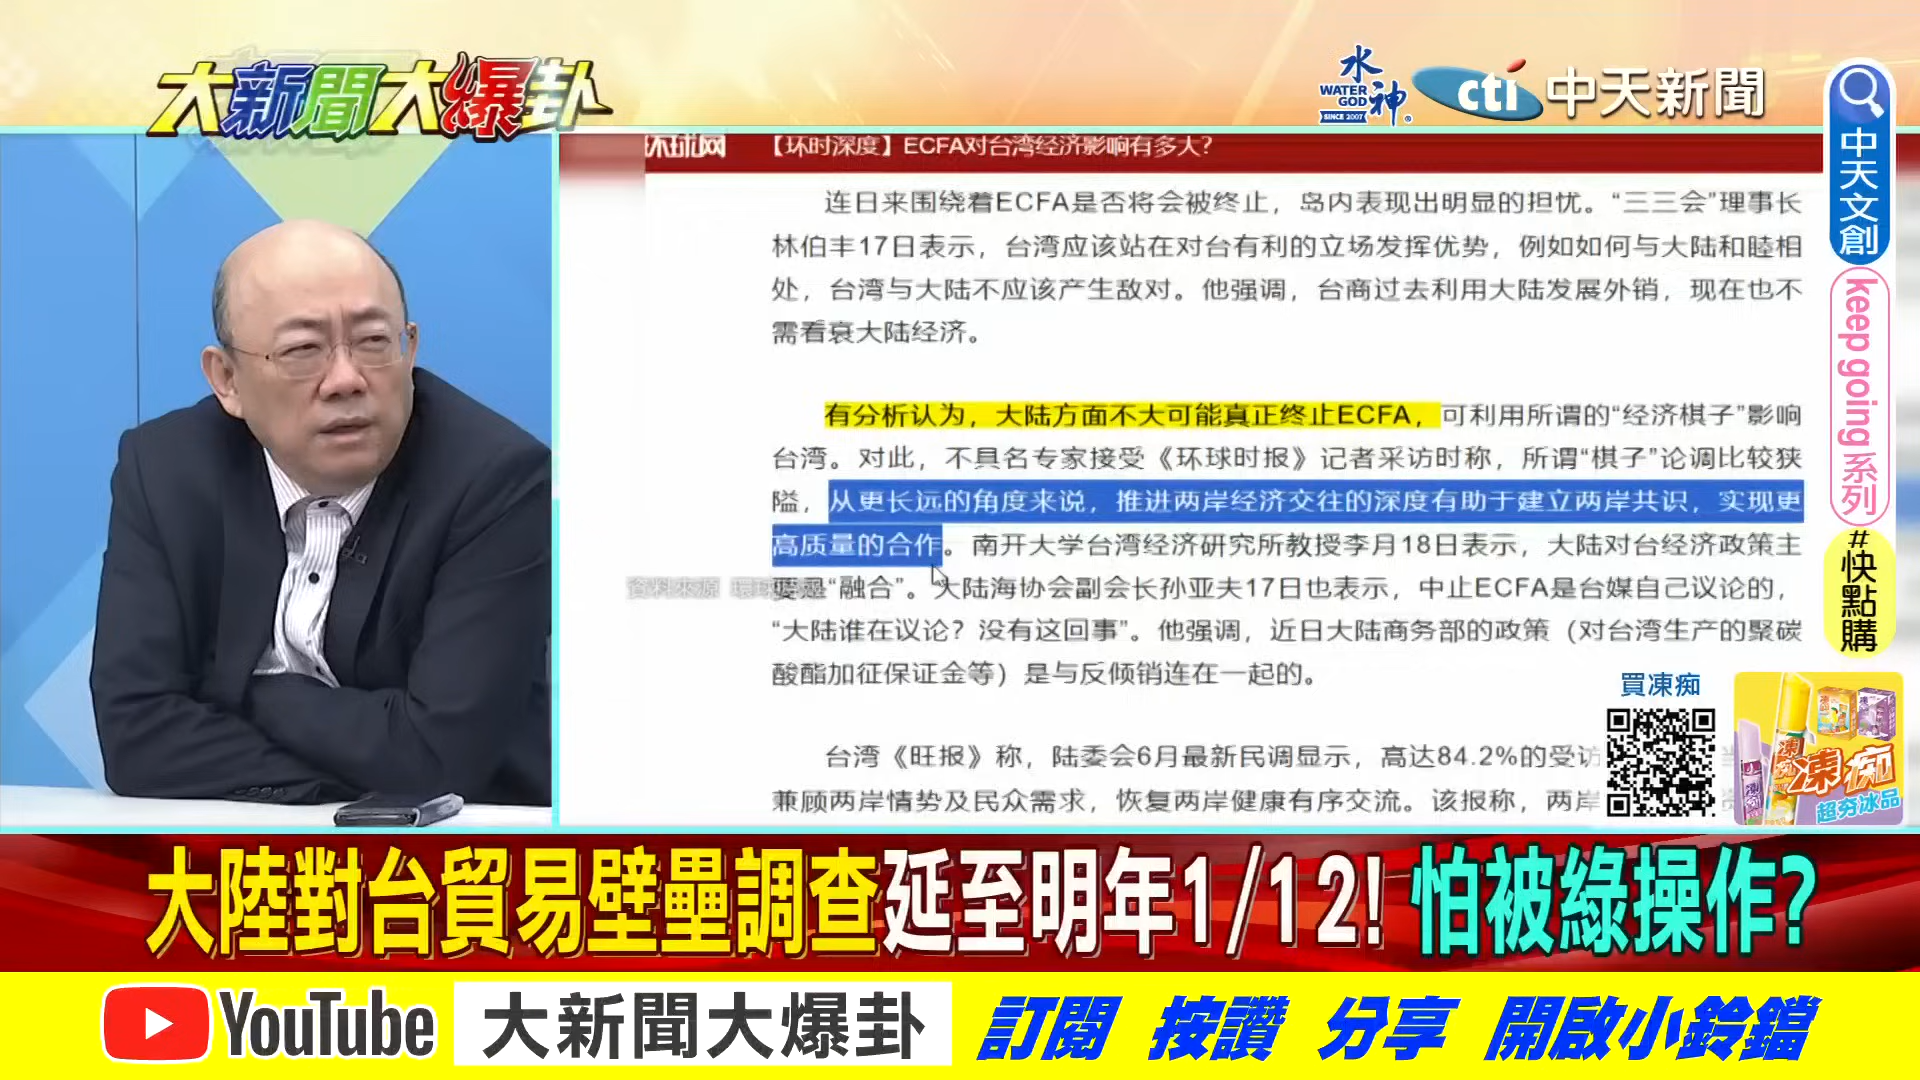 大新聞大爆卦
水神
WATER GOD
SINCE 2007
cti 中天新聞
中天文創
keep going系列
#快點購
环球网
【环时深度】ECFA对台湾经济影响有多大？
连日来围绕着ECFA是否将会被终止，岛内表现出明显的担忧。“三三会”理事长
林伯丰17日表示，台湾应该站在对台有利的立场发挥优势，例如如何与大陆和睦相
处，台湾与大陆不应该产生敌对。他强调，台商过去利用大陆发展外销，现在也不
需看衰大陆经济。
有分析认为，大陆方面不大可能真正终止ECFA，可利用所谓的“经济棋子”影响
台湾。对此，不具名专家接受《环球时报》记者采访时称，所谓“棋子”论调比较狭
隘，从更长远的角度来说，推进两岸经济交往的深度有助于建立两岸共识，实现更
高质量的合作。南开大学台湾经济研究所教授李月18日表示，大陆对台经济政策主
要是“融合”。大陆海协会副会长孙亚夫17日也表示，中止ECFA是台媒自己议论的，
“大陆谁在议论？没有这回事”。他强调，近日大陆商务部的政策（对台湾生产的聚碳
酸酯加征保证金等）是与反倾销连在一起的。
台湾《旺报》称，陆委会6月最新民调显示，高达84.2%的受访
兼顾两岸情势及民众需求，恢复两岸健康有序交流。该报称，两岸
資料來源 環球
買凍痴
凍痴
超夯冰品
大陸對台貿易壁壘調查延至明年1/12! 怕被綠操作?
YouTube 大新聞大爆卦 訂閱 按讚 分享 開啟小鈴鐺